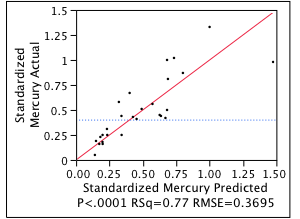 1.5
1.25
1
0.75
0.5
0.25
0
Standardized
Mercury Actual
0.00 0.25 0.50 0.75 1.00 1.25 1.50
Standardized Mercury Predicted
P<.0001 RSq=0.77 RMSE=0.3695